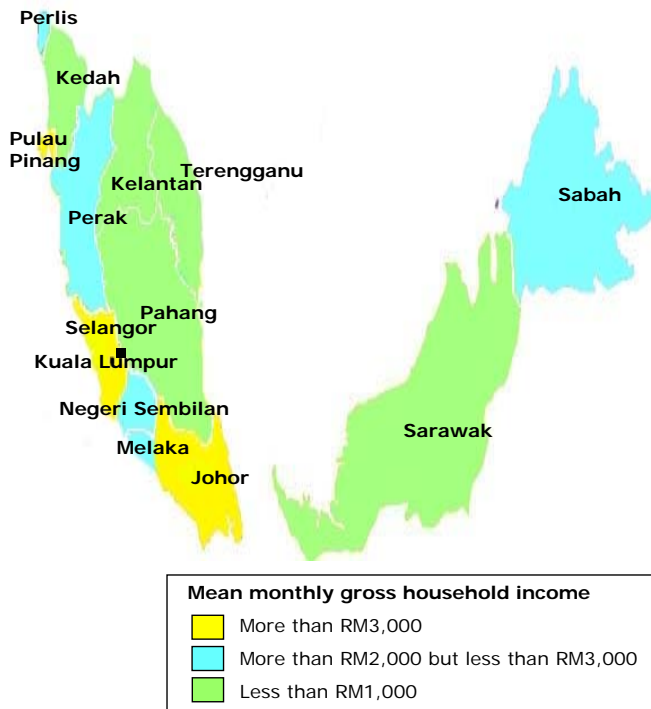 Perlis
Kedah
Pulau
Pinang
Terengganu
Kelantan
Sabah
Perak
Pahang
Selangor
Kuala Lumpur
Negeri Sembilan
Sarawak
Melaka
Johor
Mean monthly gross household income
More than RM3,000
More than RM2,000 but less than RM3,000
Less than RM1,000